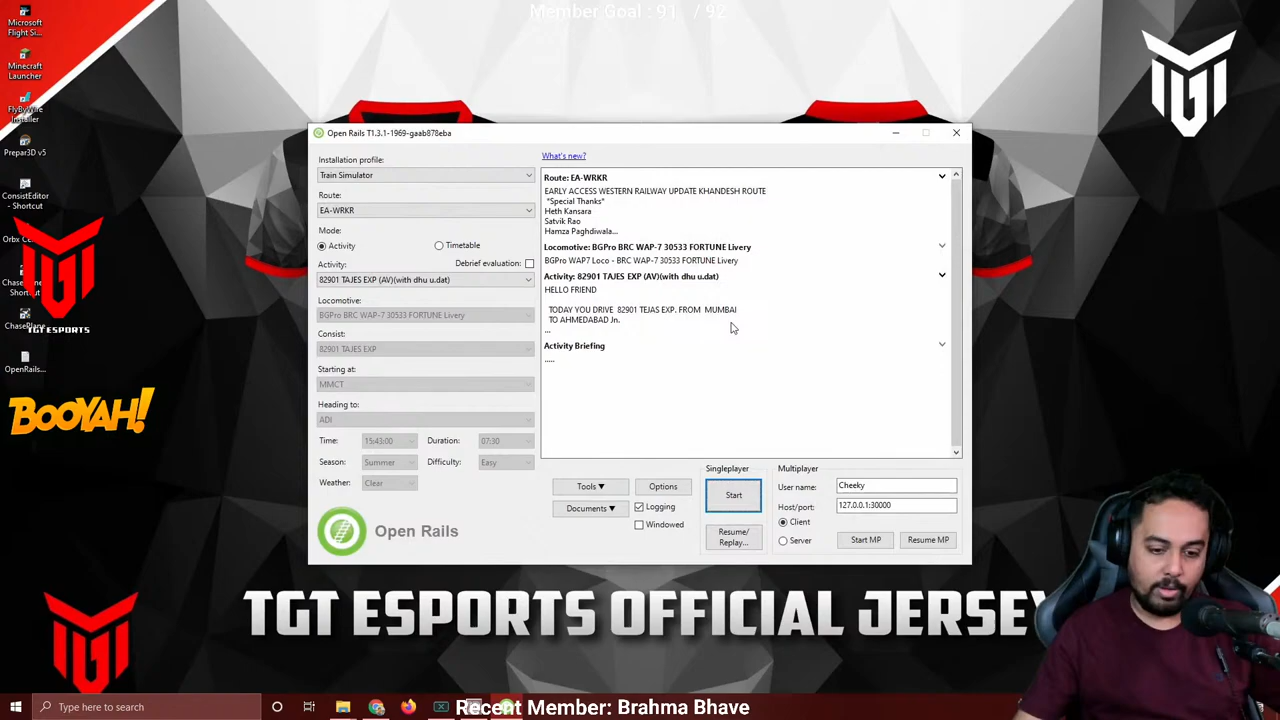 Member Goal : 91 / 92
Microsoft
Flight Si...
Minecraft
Launcher
FlyByWire
Installer
Prepar3D v5
ConsistEditor
- Shortcut
TGT ESPORTS
OpenRails...
BOOYAH!
TGI
Open Rails T1.3.1-1969-gaab878eba
Installation profile:
Train Simulator
Route:
EA-WRKR
Mode:
Activity
Timetable
Debrief evaluation:
Activity:
82901 TAJES EXP (AV)(with dhu u.dat)
Locomotive:
BGPro BRC WAP-7 30533 FORTUNE Livery
Consist:
82901 TAJES EXP
Starting at:
MMCT
Heading to:
ADI
Time:
15:43:00
Duration:
07:30
Season:
Summer
Difficulty:
Easy
Weather:
Clear
Open Rails
What's new?
Route: EA-WRKR
EARLY ACCESS WESTERN RAILWAY UPDATE KHANDESH ROUTE
*Special Thanks*
Heth Kansara
Satvik Rao
Hamza Paghdiwala...
Locomotive: BGPro BRC WAP-7 30533 FORTUNE Livery
BGPro WAP7 Loco - BRC WAP-7 30533 FORTUNE Livery
Activity: 82901 TAJES EXP (AV)(with dhu u.dat)
HELLO FRIEND
TODAY YOU DRIVE 82901 TEJAS EXP. FROM MUMBAI
TO AHMEDABAD Jn.
...
Activity Briefing
.....
Tools ▼
Options
Documents ▼
Logging
Windowed
Singleplayer
Start
Resume/
Replay...
Multiplayer
User name:
Cheeky
Host/port:
127.0.0.1:30000
Client
Server
Start MP
Resume MP
TGT ESPORTS OFFICIAL JERSEY
Type here to search
Recent Member: Brahma Bhave